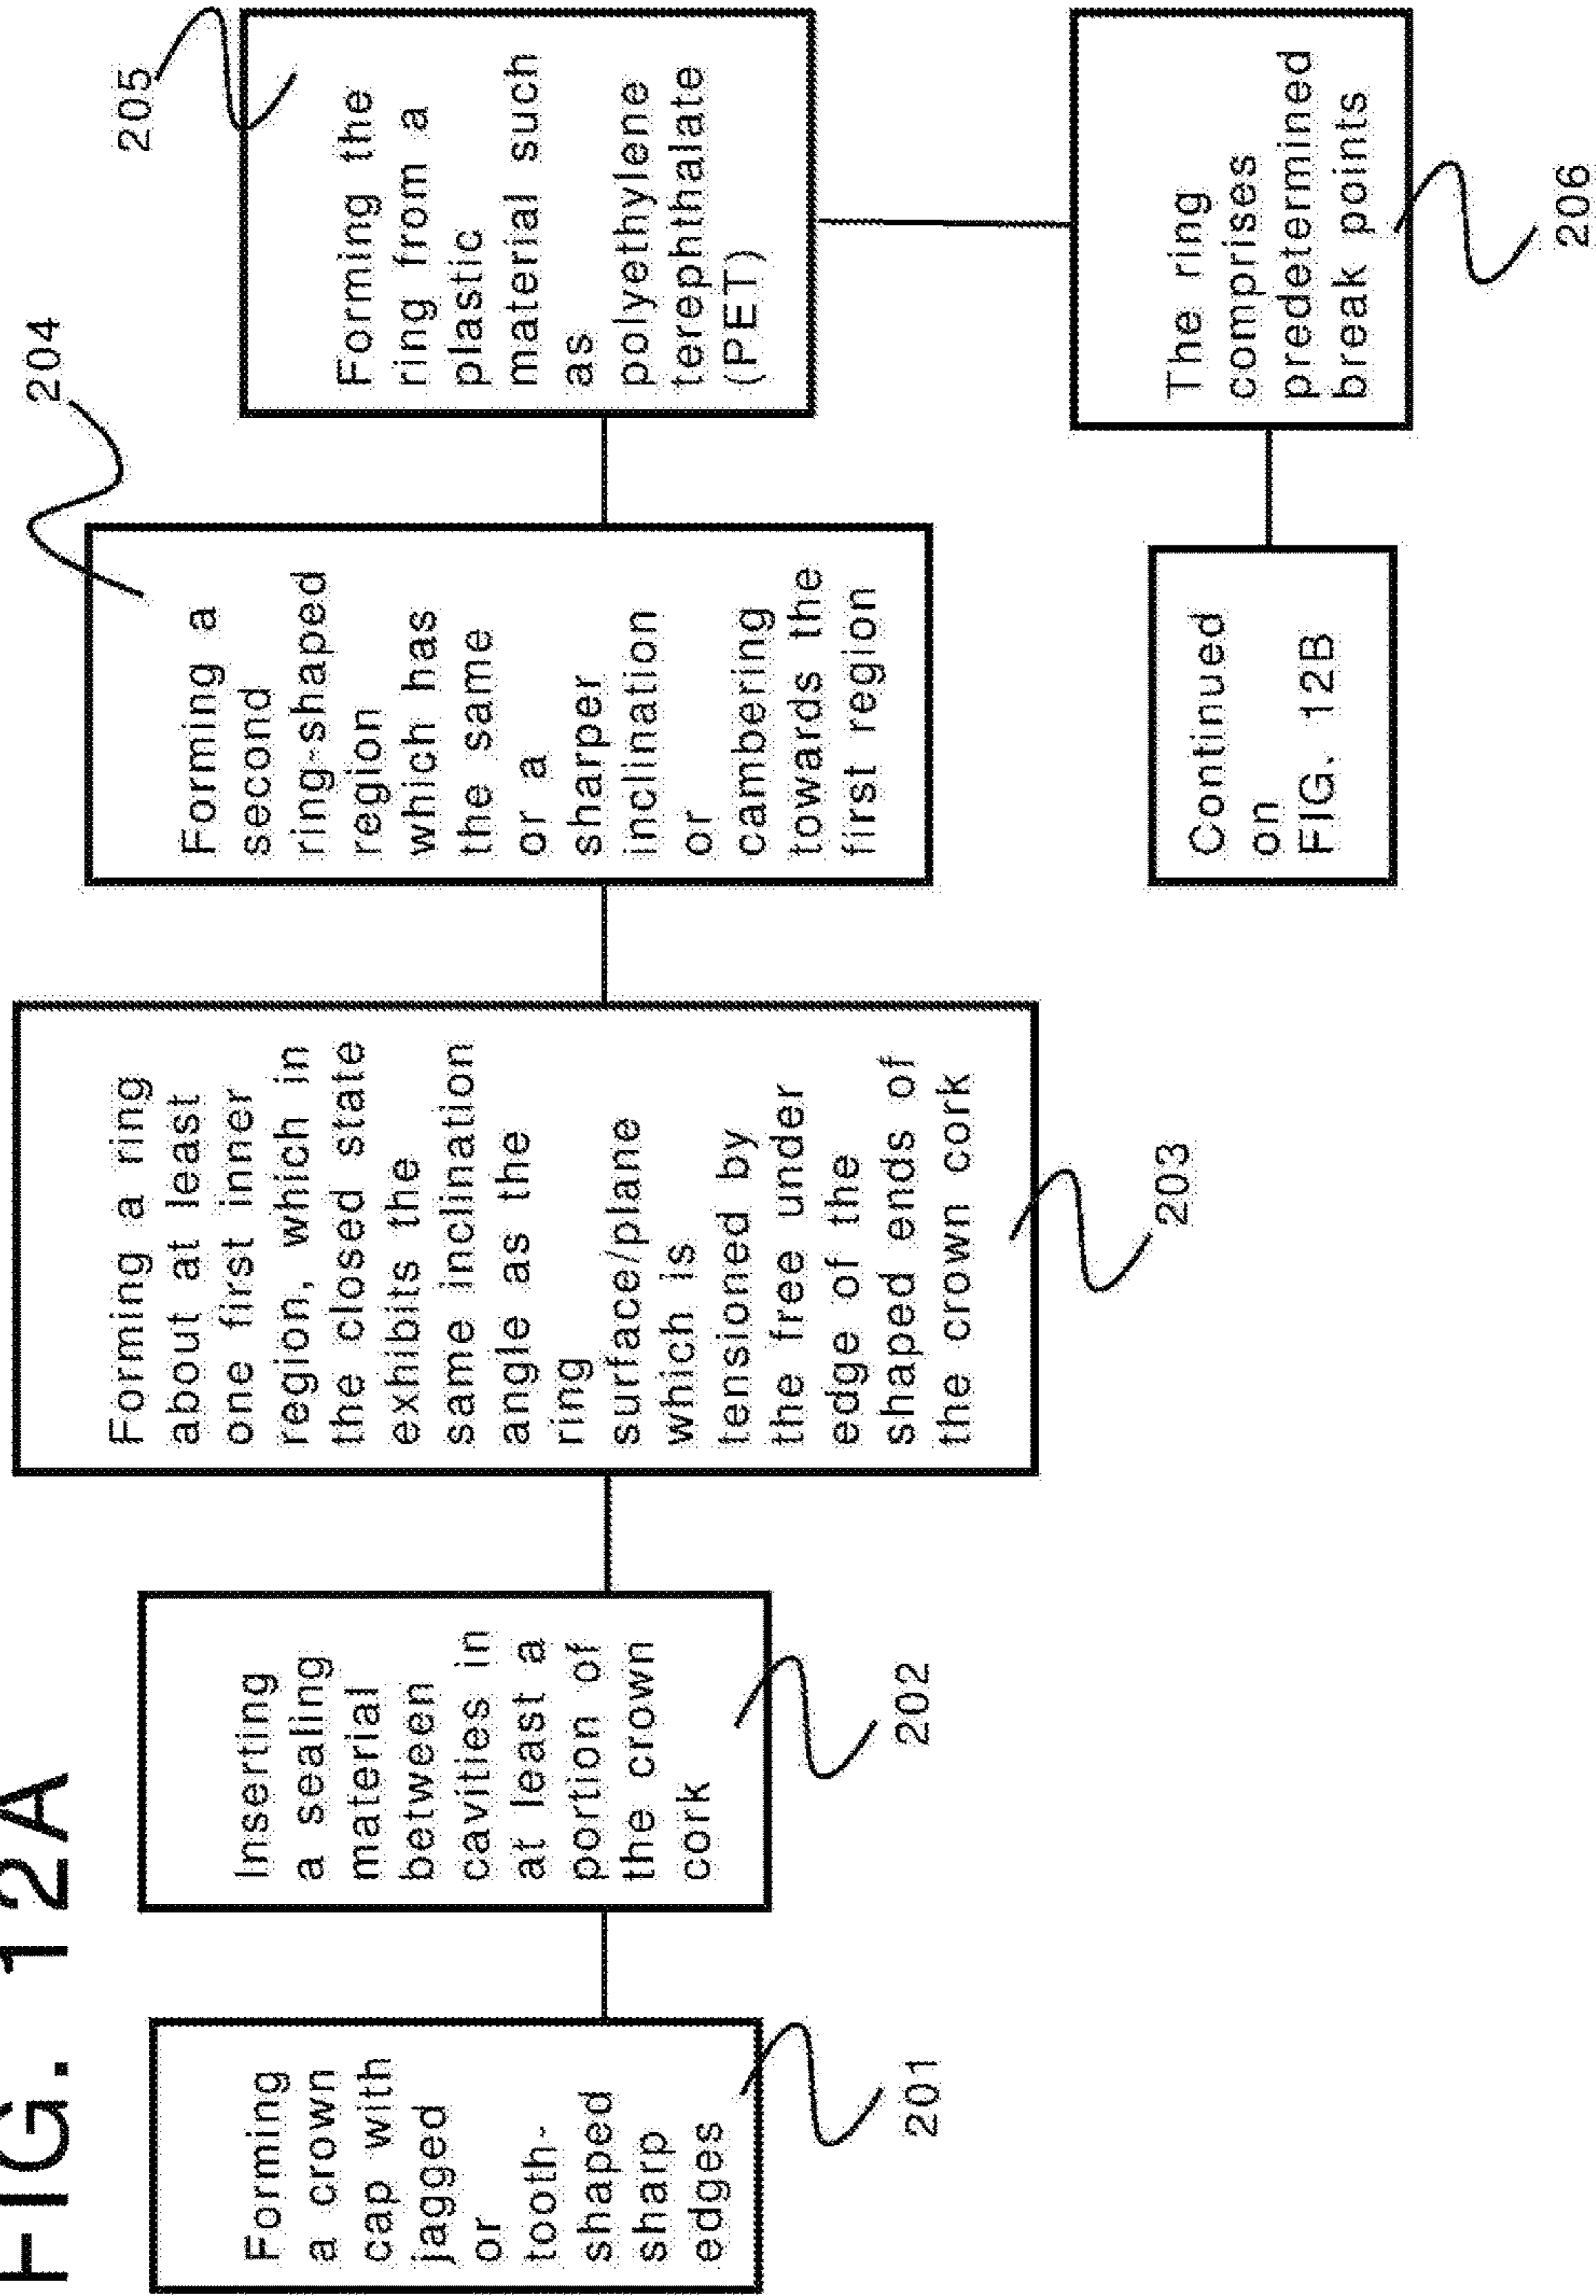 FIG. 12A
Forming
a crown
cap with
jagged
or
tooth-
shaped
sharp
edges
201
Inserting
a sealing
material
between
cavities in
at least a
portion of
the crown
cork
202
Forming a ring
about at least
one first inner
region, which in
the closed state
exhibits the
same inclination
angle as the
ring
surface/plane
which is
tensioned by
the free under
edge of the
shaped ends of
the crown cork
203
Forming a
second
ring-shaped
region
which has
the same
or a
sharper
inclination
or
cambering
towards the
first region
204
Forming the
ring from a
plastic
material such
as
polyethylene
terephthalate
(PET)
205
The ring
comprises
predetermined
break points
206
Continued
on
FIG. 12B